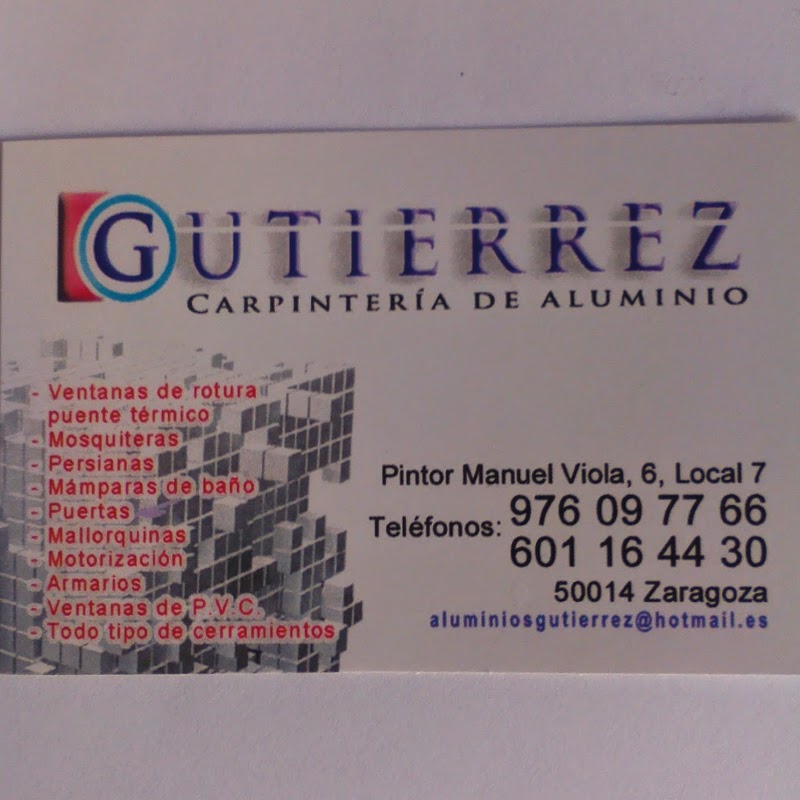 GUTIERREZ
CARPINTERÍA DE ALUMINIO
- Ventanas de rotura
puente térmico
- Mosquiteras
- Persianas
- Mámparas de baño
- Puertas
- Mallorquinas
- Motorización
- Armarios
- Ventanas de P.V.C.
- Todo tipo de cerramientos
Pintor Manuel Viola, 6, Local 7
Teléfonos: 976 09 77 66
601 16 44 30
50014 Zaragoza
aluminiosgutierrez@hotmail.es